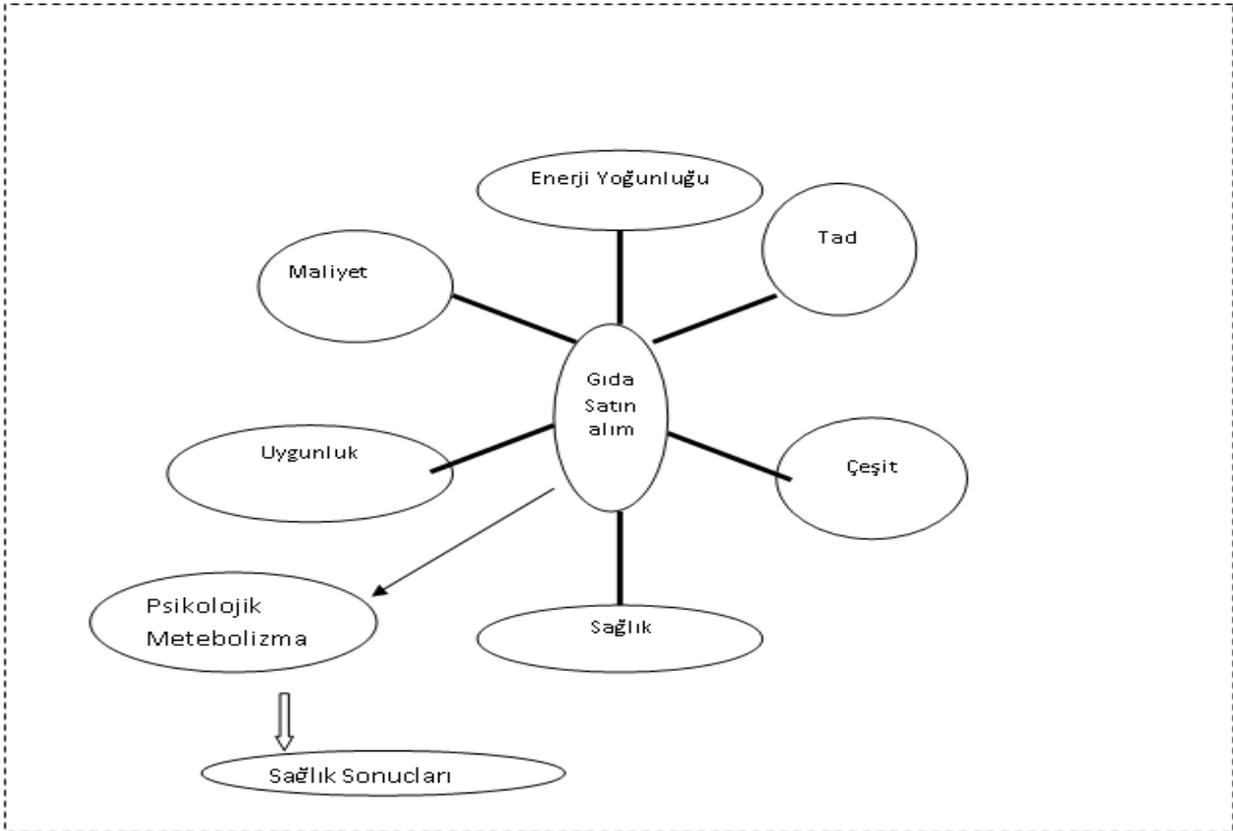 Enerji Yoğunluğu
Tad
Maliyet
Gıda
Satın
alım
Uygunluk
Çeşit
Psikolojik
Metebolizma
Sağlık
Sağlık Sonucları